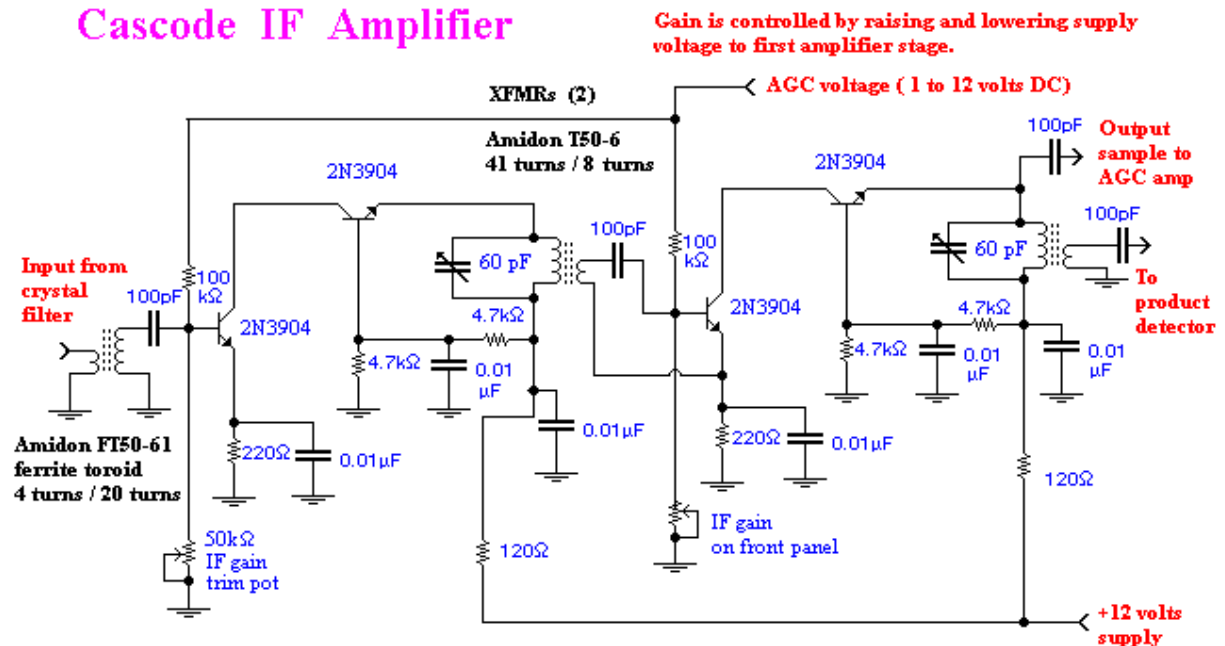 Cascode IF Amplifier
Gain is controlled by raising and lowering supply
voltage to first amplifier stage.
AGC voltage ( 1 to 12 volts DC)
XFMRs (2)
Amidon T50-6
41 turns / 8 turns
2N3904
2N3904
100pF
Output
sample to
AGC amp
100pF
100pF
60 pF
100
kΩ
60 pF
To
product
detector
Input from
crystal
filter
100pF
100
kΩ
2N3904
2N3904
4.7kΩ
4.7kΩ
4.7kΩ
0.01
µF
4.7kΩ
0.01
µF
0.01
µF
Amidon FT50-61
ferrite toroid
4 turns / 20 turns
220Ω
0.01µF
0.01µF
220Ω
0.01µF
120Ω
50kΩ
IF gain
trim pot
120Ω
IF gain
on front panel
+12 volts
supply